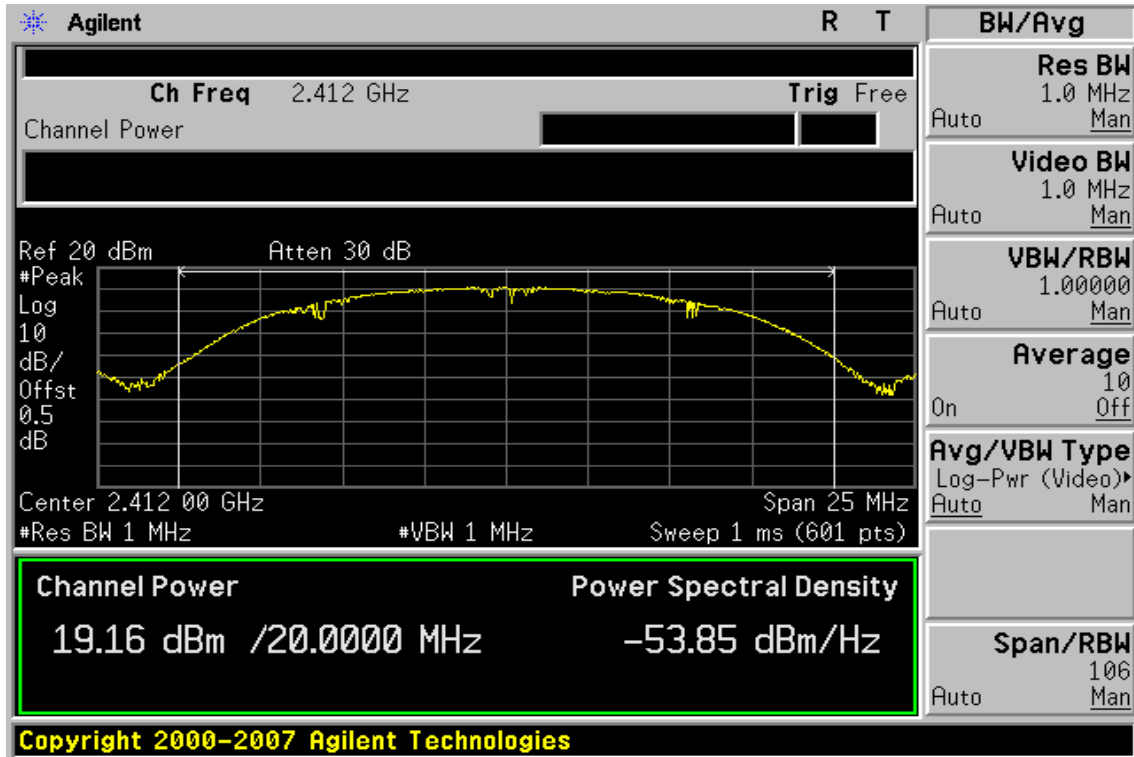 Agilent R T
Ch Freq 2.412 GHz Trig Free
Channel Power
Ref 20 dBm Atten 30 dB
#Peak
Log
10
dB/
Offst
0.5
dB
Center 2.412 00 GHz Span 25 MHz
#Res BW 1 MHz #VBW 1 MHz Sweep 1 ms (601 pts)
Channel Power Power Spectral Density
19.16 dBm /20.0000 MHz -53.85 dBm/Hz
Copyright 2000-2007 Agilent Technologies
BW/Avg
Res BW
1.0 MHz
Auto Man
Video BW
1.0 MHz
Auto Man
VBW/RBW
1.00000
Auto Man
Average
10
On Off
Avg/VBW Type
Log-Pwr (Video)▸
Auto Man
Span/RBW
106
Auto Man